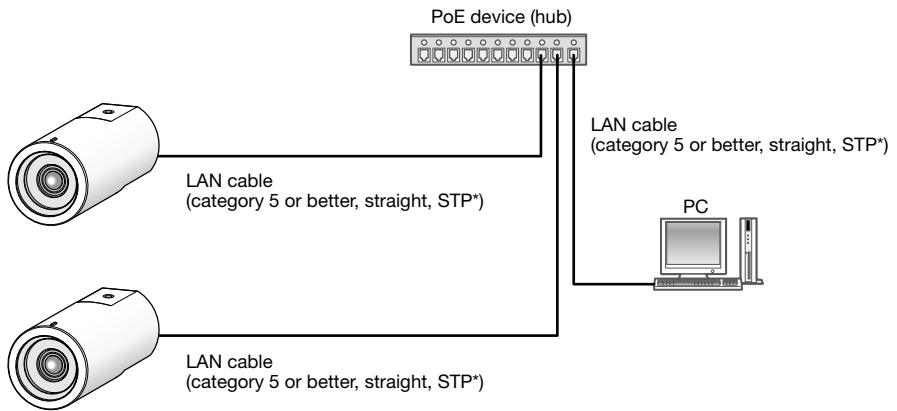 PoE device (hub)
LAN cable
(category 5 or better, straight, STP*)
LAN cable
(category 5 or better, straight, STP*)
PC
LAN cable
(category 5 or better, straight, STP*)